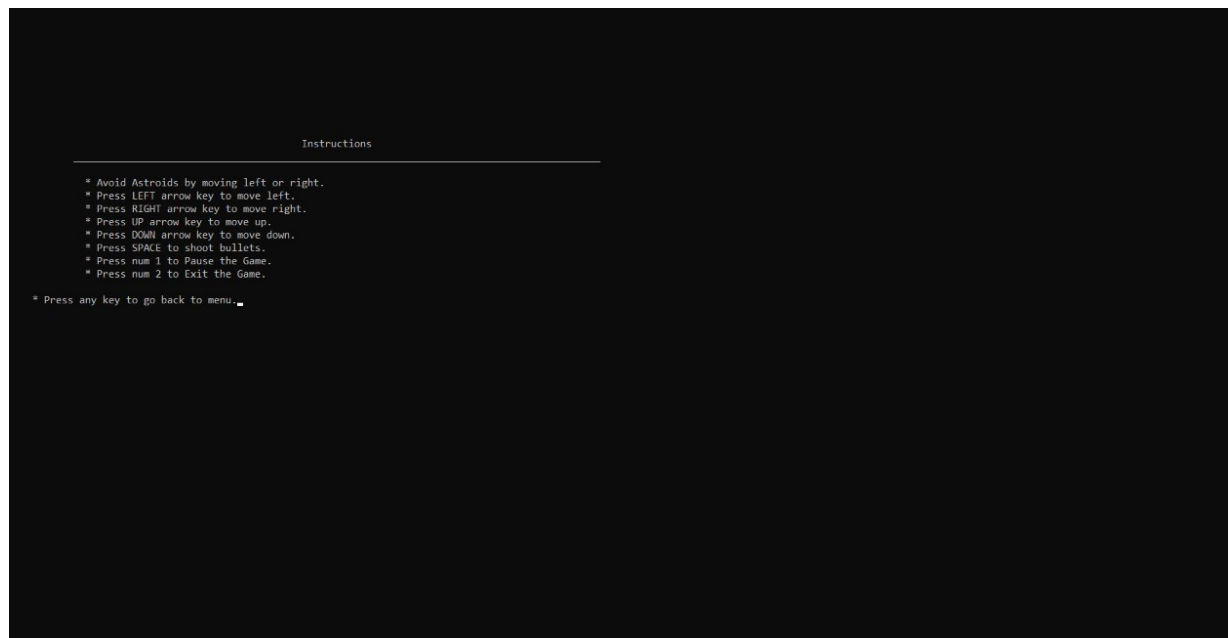 Instructions
* Avoid Astroids by moving left or right.
* Press LEFT arrow key to move left.
* Press RIGHT arrow key to move right.
* Press UP arrow key to move up.
* Press DOWN arrow key to move down.
* Press SPACE to shoot bullets.
* Press num 1 to Pause the Game.
* Press num 2 to Exit the Game.
* Press any key to go back to menu.